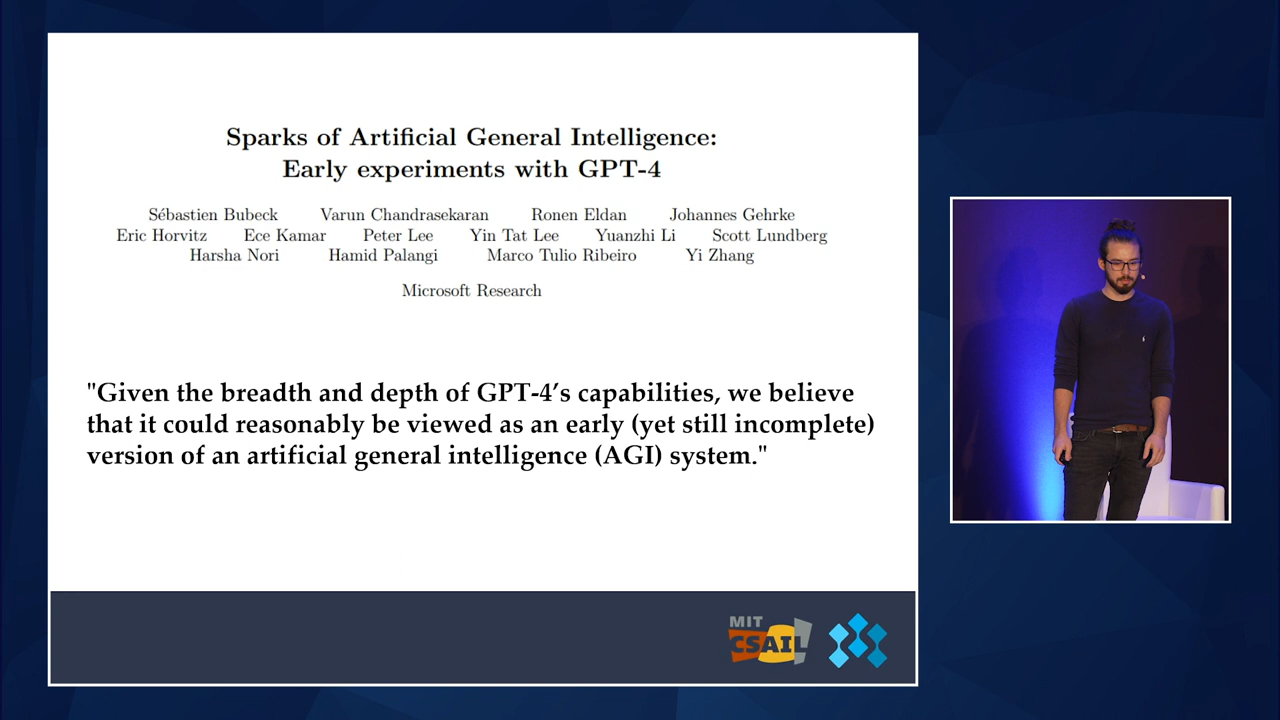 Sparks of Artificial General Intelligence:
Early experiments with GPT-4
Sébastien Bubeck Varun Chandrasekaran Ronen Eldan Johannes Gehrke
Eric Horvitz Ece Kamar Peter Lee Yin Tat Lee Yuanzhi Li Scott Lundberg
Harsha Nori Hamid Palangi Marco Tulio Ribeiro Yi Zhang
Microsoft Research
"Given the breadth and depth of GPT-4’s capabilities, we believe
that it could reasonably be viewed as an early (yet still incomplete)
version of an artificial general intelligence (AGI) system."
MIT
CSAIL